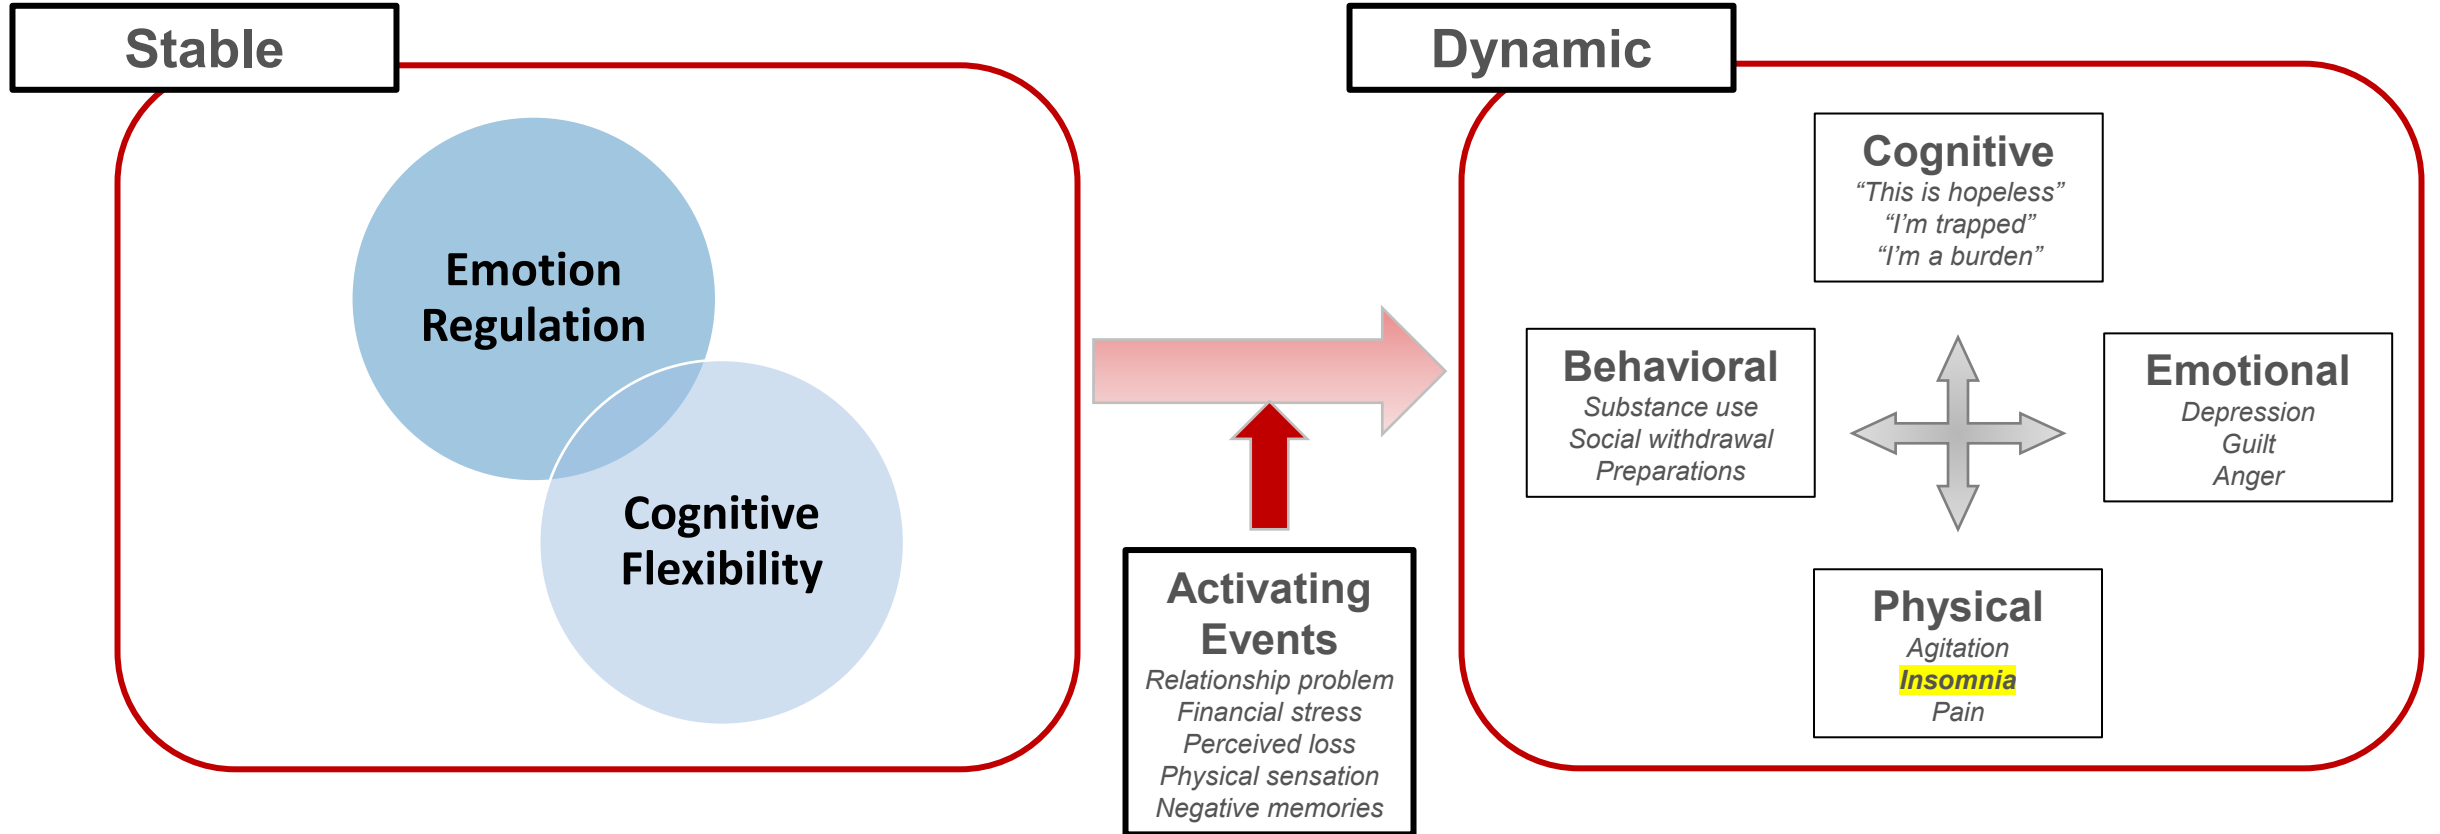 Stable
Emotion
Regulation
Cognitive
Flexibility
Activating
Events
Relationship problem
Financial stress
Perceived loss
Physical sensation
Negative memories
Dynamic
Cognitive
“This is hopeless”
“I'm trapped”
“I'm a burden”
Behavioral
Substance use
Social withdrawal
Preparations
Emotional
Depression
Guilt
Anger
Physical
Agitation
Insomnia
Pain